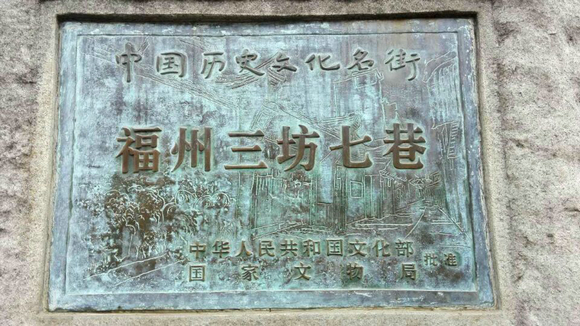 中国历史文化名街
福州三坊七巷
中华人民共和国文化部
国家文物局 批准